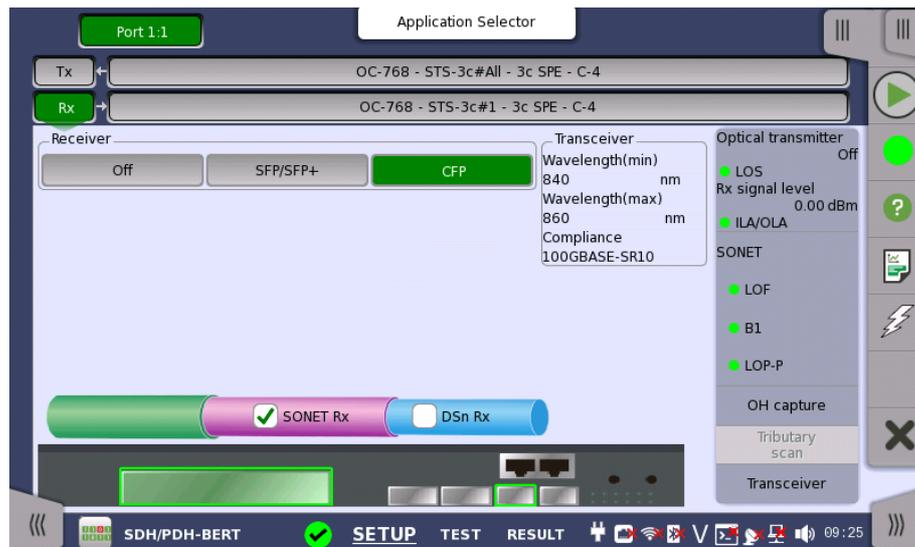 Port 1:1
Application Selector
Tx
OC-768 - STS-3c#All - 3c SPE - C-4
Rx
OC-768 - STS-3c#1 - 3c SPE - C-4
Receiver
Off
SFP/SFP+
CFP
Transceiver
Wavelength(min)
840 nm
Wavelength(max)
860 nm
Compliance
100GBASE-SR10
Optical transmitter
Off
LOS
Rx signal level
0.00 dBm
ILA/OLA
SONET
LOF
B1
LOP-P
OH capture
Tributary
scan
Transceiver
SONET Rx
DSn Rx
SDH/PDH-BERT
SETUP
TEST
RESULT
V
09:25